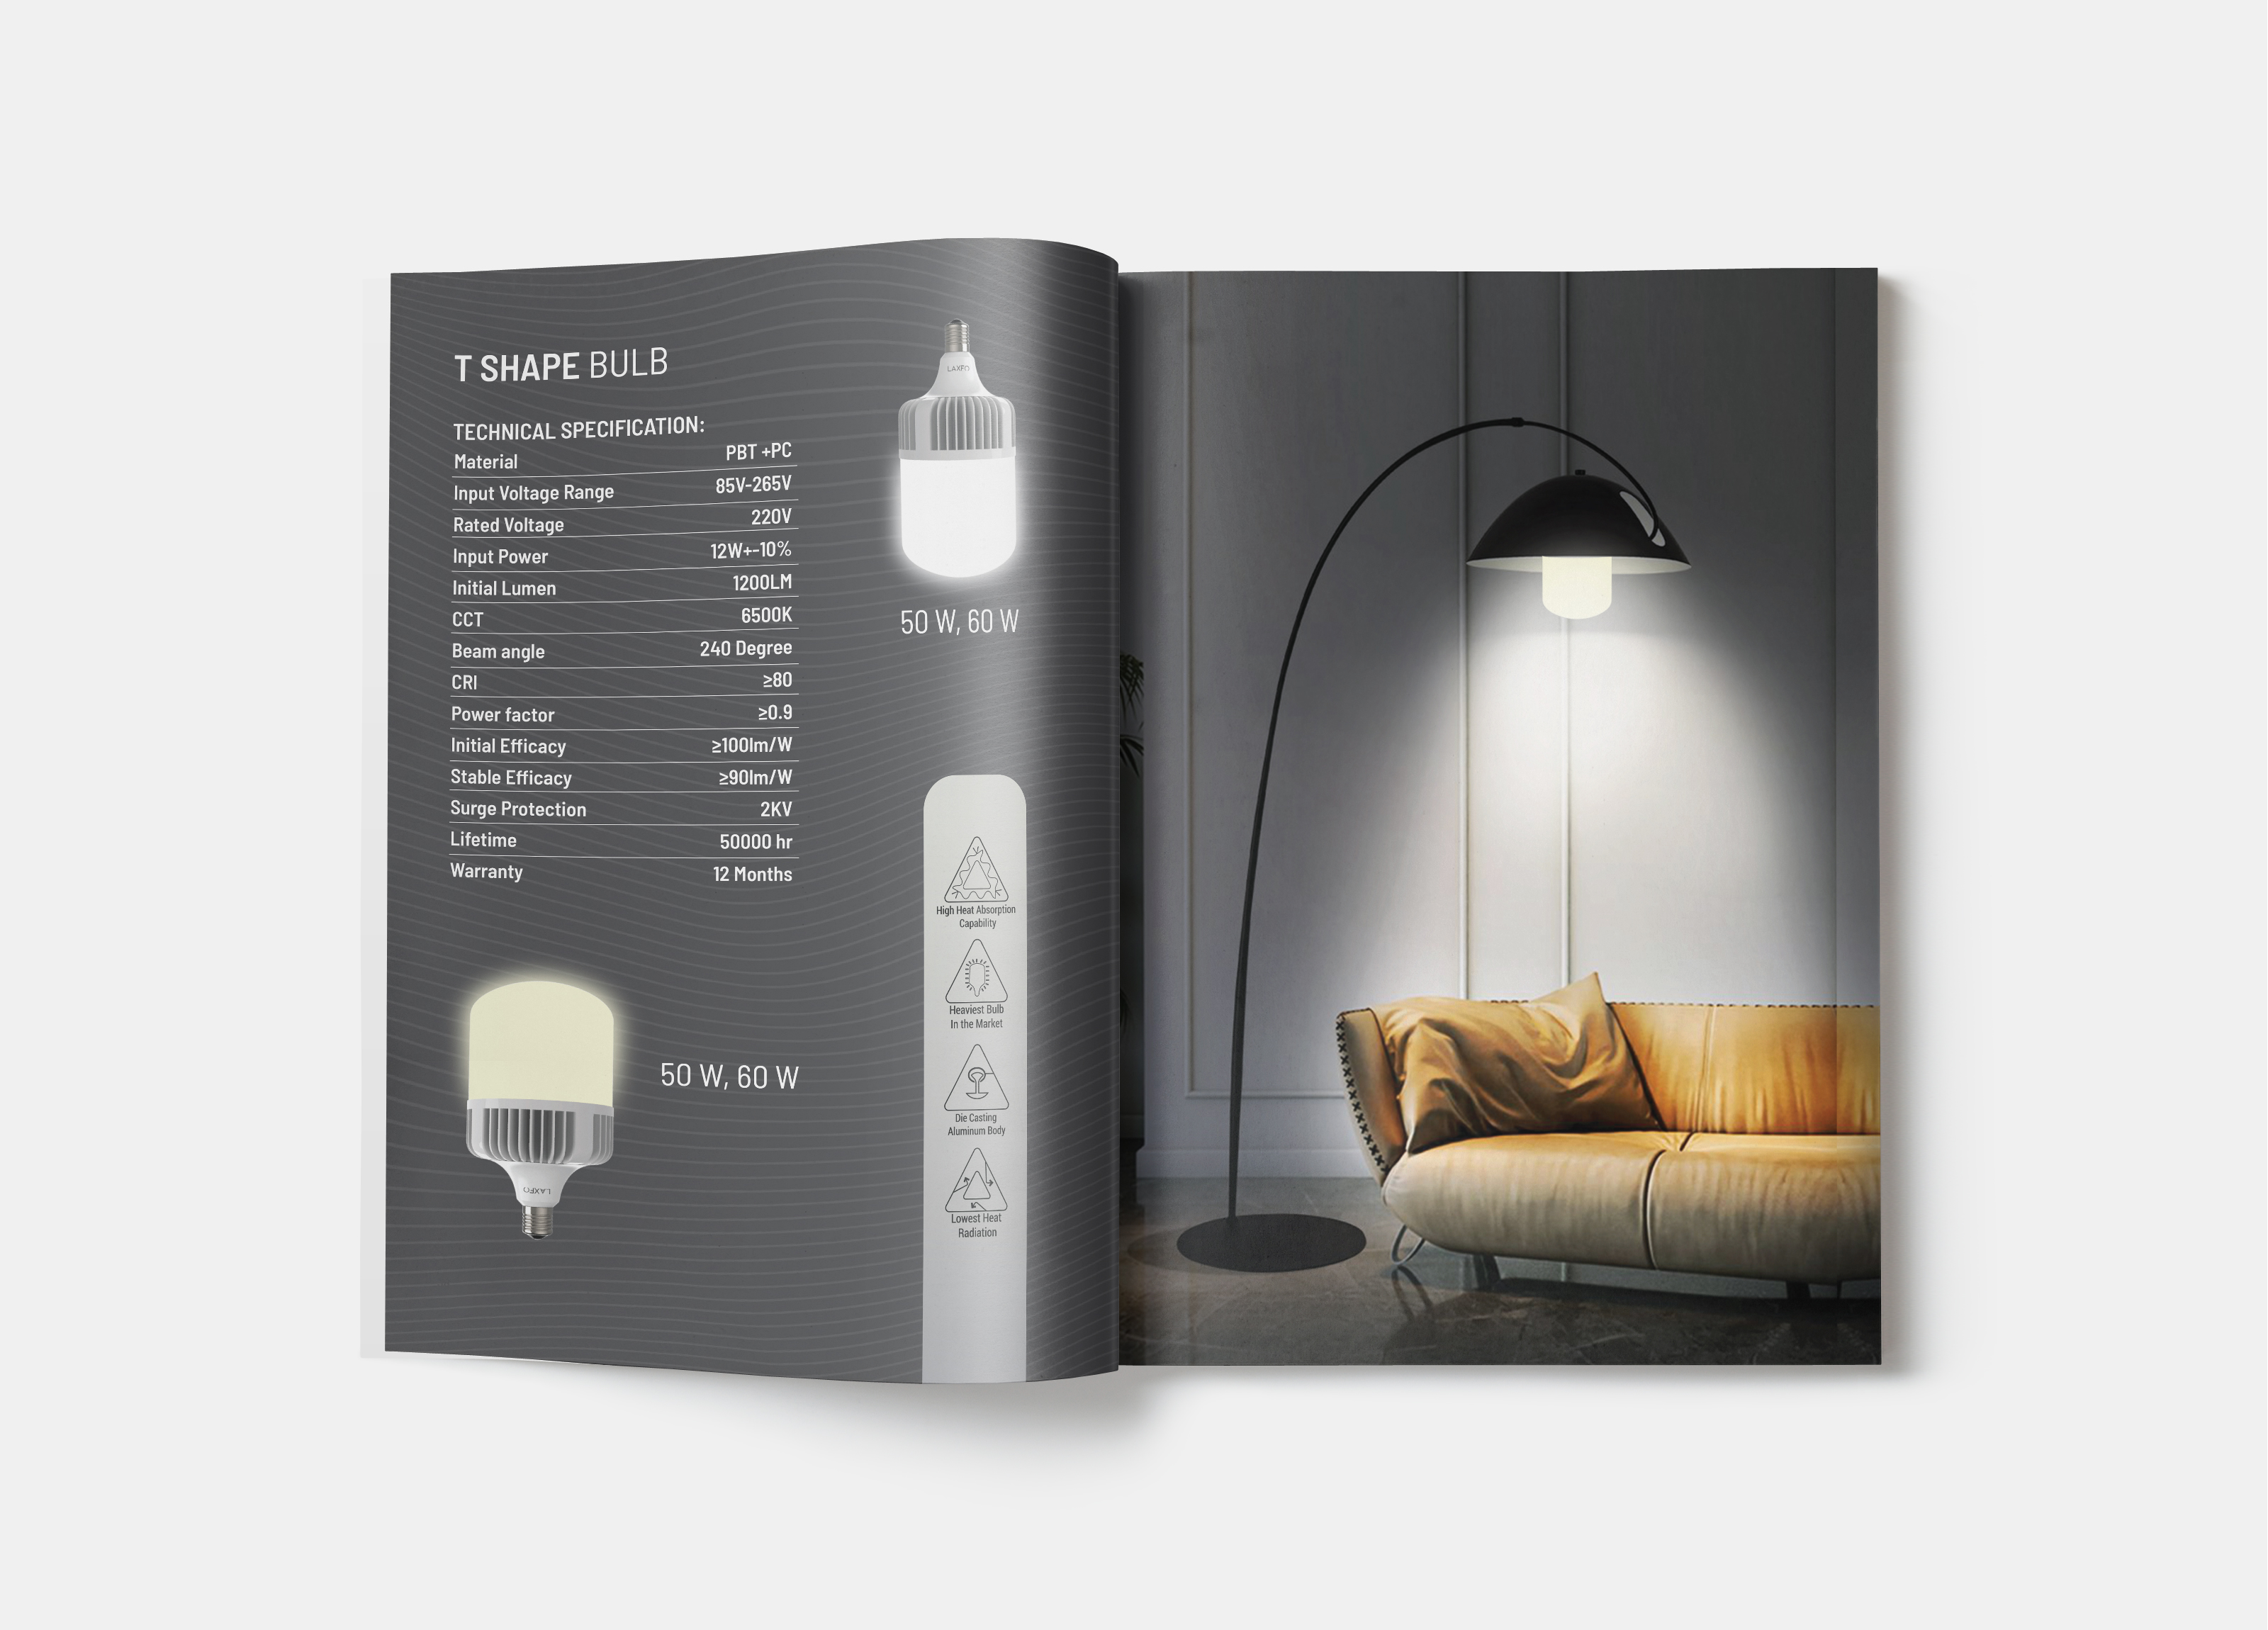 T SHAPE BULB
TECHNICAL SPECIFICATION:
Material PBT +PC
Input Voltage Range 85V-265V
Rated Voltage 220V
Input Power 12W+-10%
Initial Lumen 1200LM
CCT 6500K
Beam angle 240 Degree
CRI ≥80
Power factor ≥0.9
Initial Efficacy ≥100lm/W
Stable Efficacy ≥90lm/W
Surge Protection 2KV
Lifetime 50000 hr
Warranty 12 Months
LAXFO
50 W, 60 W
High Heat Absorption
Capability
Heaviest Bulb
In the Market
Die Casting
Aluminum Body
Lowest Heat
Radiation
50 W, 60 W
LAXFO